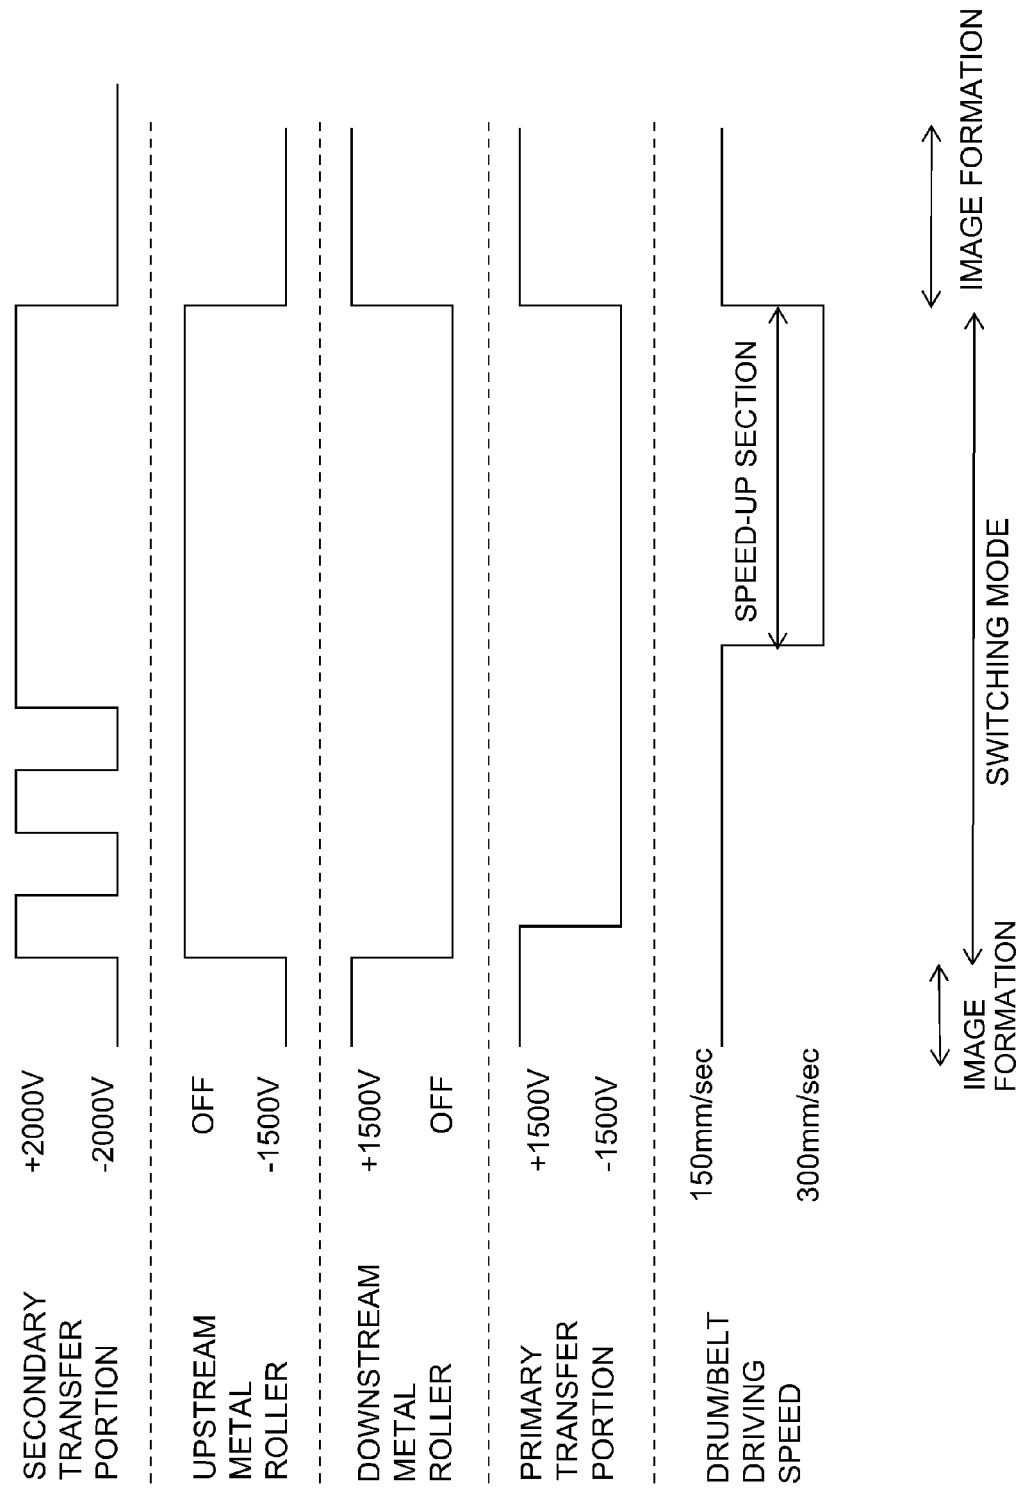 SECONDARY
TRANSFER
PORTION
+2000V
-2000V
UPSTREAM
METAL
ROLLER
OFF
-1500V
DOWNSTREAM
METAL
ROLLER
+1500V
OFF
PRIMARY
TRANSFER
PORTION
+1500V
-1500V
DRUM/BELT
DRIVING
SPEED
150mm/sec
300mm/sec
SPEED-UP SECTION
IMAGE
FORMATION
SWITCHING MODE
IMAGE FORMATION